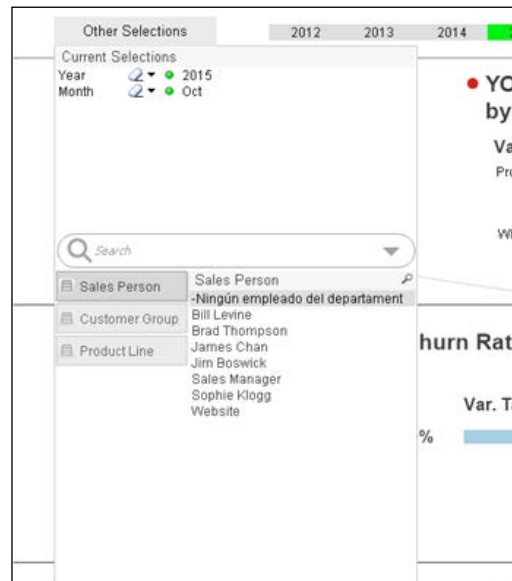 Other Selections
2012 2013 2014
Current Selections
Year 2015
Month Oct
Search
Sales Person
Customer Group
Product Line
Sales Person
-Ningún empleado del departament
Bill Levine
Brad Thompson
James Chan
Jim Boswick
Sales Manager
Sophie Klogg
Website
YO
by
Va
Pro
Wh
hurn Rat
Var. T
%